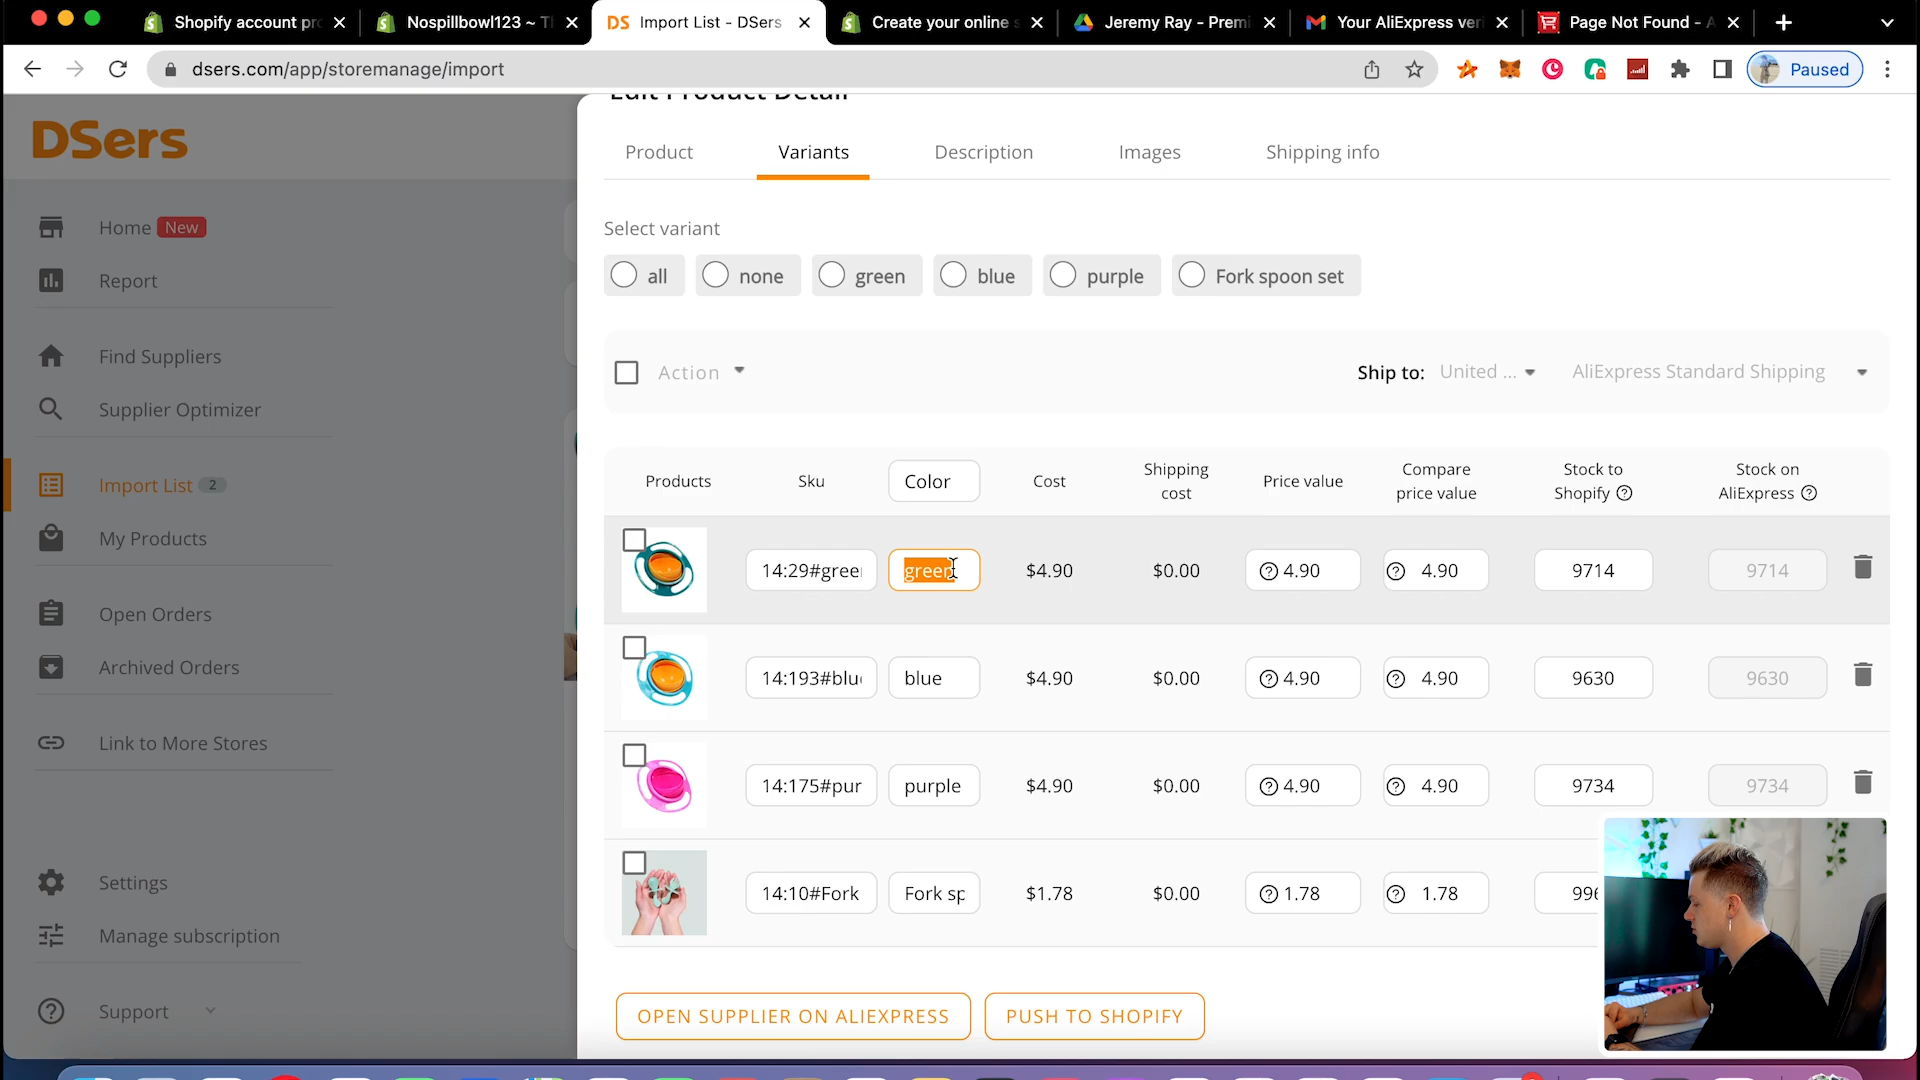 Shopify account pr
Nospillbowl123 ~ T
DS Import List - DSers
Create your online s
Jeremy Ray - Premi
Your AliExpress veri
Page Not Found - A
dsers.com/app/storemanage/import
Paused
DSers
Home New
Report
Find Suppliers
Supplier Optimizer
Import List 2
My Products
Open Orders
Archived Orders
Link to More Stores
Settings
Manage subscription
Support
Edit Product Detail
Product Variants Description Images Shipping info
Select variant
all none green blue purple Fork spoon set
Action
Ship to: United ... AliExpress Standard Shipping
Products Sku Color Cost Shipping cost Price value Compare price value Stock to Shopify Stock on AliExpress
14:29#gree green $4.90 $0.00 4.90 4.90 9714 9714
14:193#blu blue $4.90 $0.00 4.90 4.90 9630 9630
14:175#pur purple $4.90 $0.00 4.90 4.90 9734 9734
14:10#Fork Fork sp $1.78 $0.00 1.78 1.78 996
OPEN SUPPLIER ON ALIEXPRESS
PUSH TO SHOPIFY